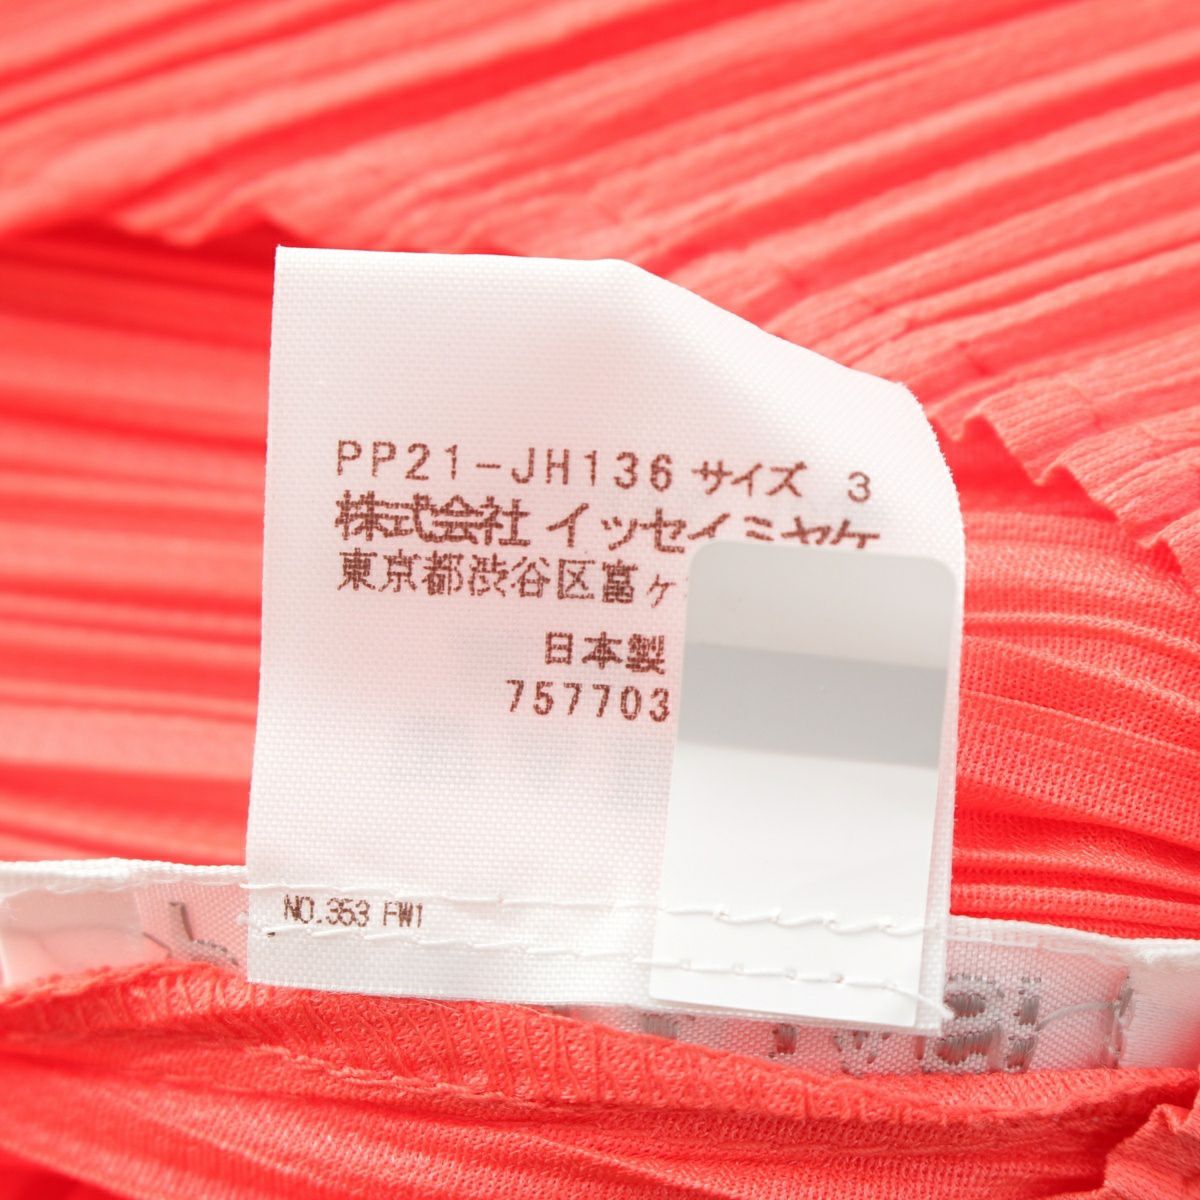 PP21-JH136 サイズ 3
株式会社 イッセイミヤケ
東京都渋谷区富ヶ
日本製
757703
NO.353 FW1